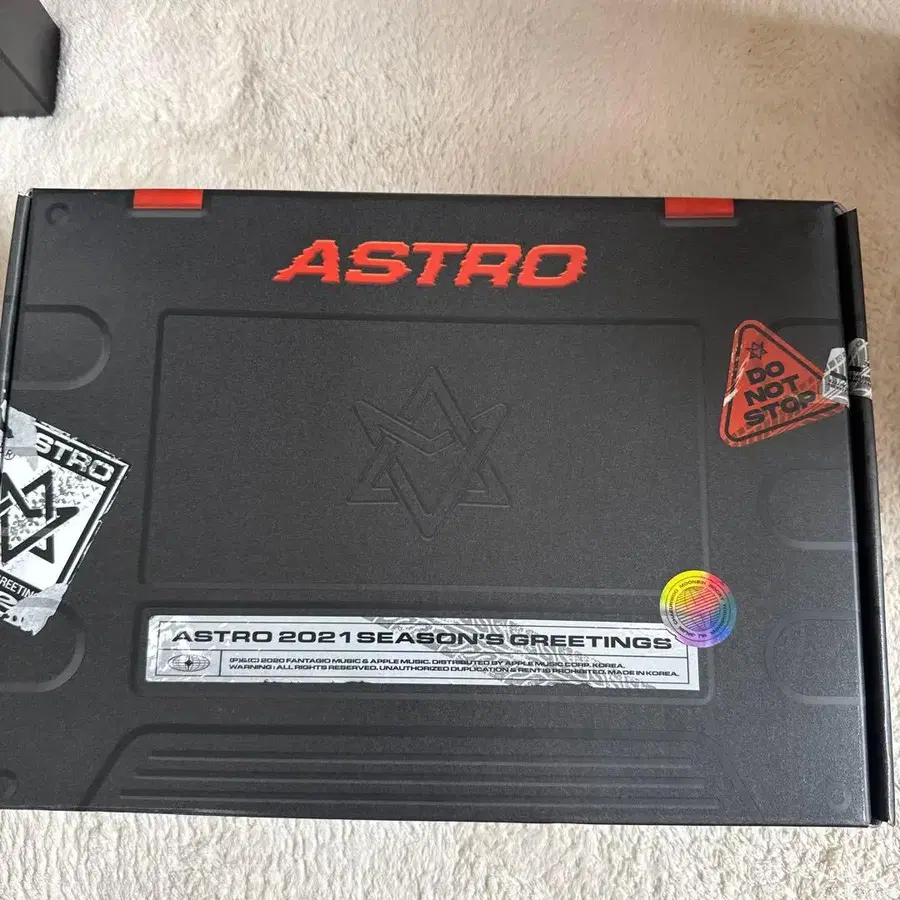 ASTRO
DO
NOT
STOP
ASTRO
GREETING
ASTRO 2021 SEASON'S GREETINGS
(P)&(C) 2020 FANTAGIO MUSIC & APPLE MUSIC. DISTRIBUTED BY APPLE MUSIC CORP. KOREA.
WARNING : ALL RIGHTS RESERVED. UNAUTHORIZED DUPLICATION & RENT IS PROHIBITED. MADE IN KOREA.